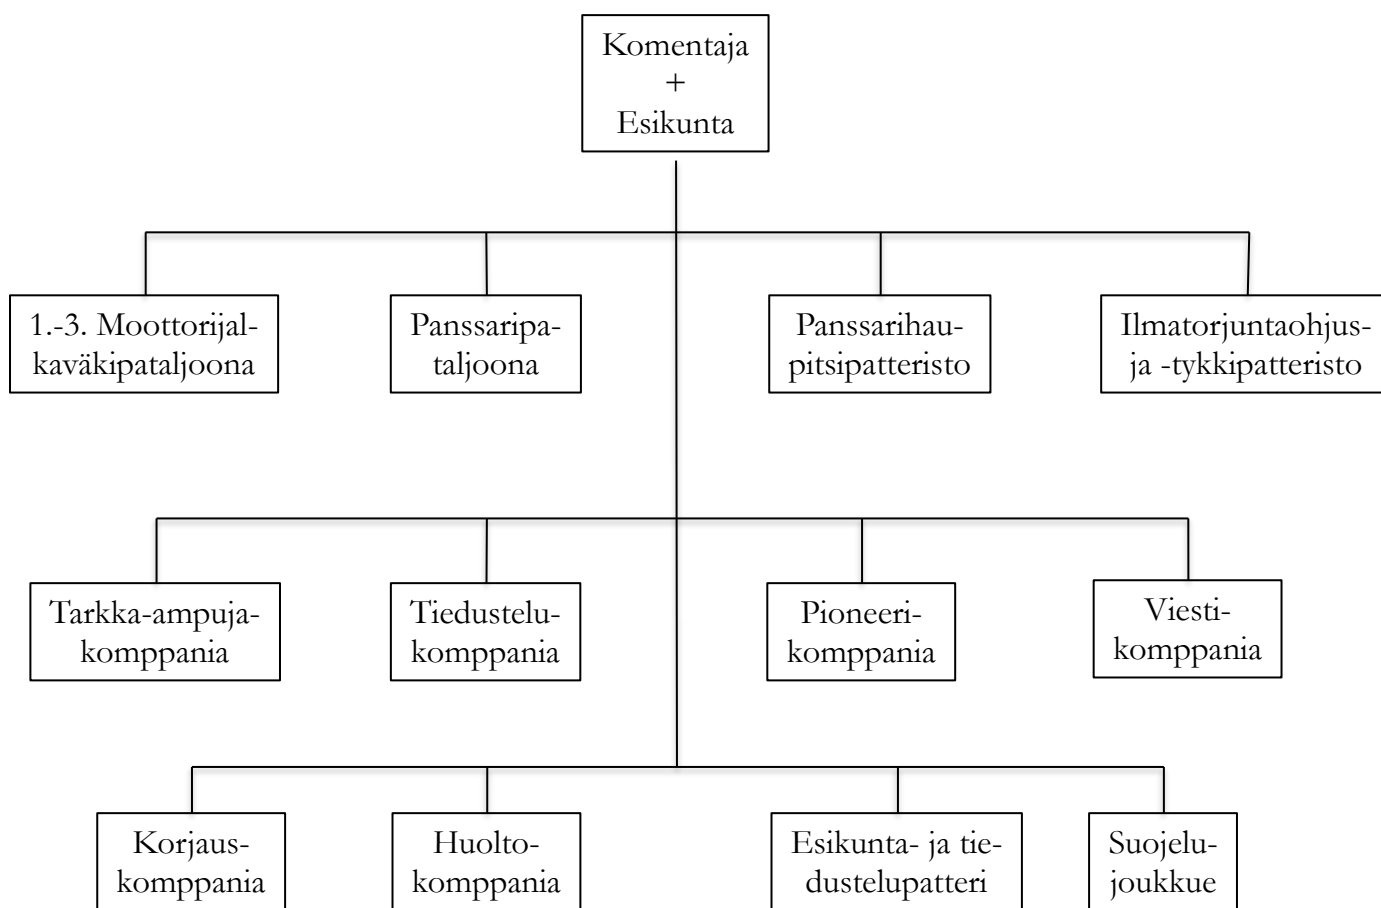 Komentaja
+
Esikunta
1.-3. Moottorijal-
kaväkipataljoona
Panssaripa-
taljoona
Panssarihau-
pitsipatteristo
Ilmatorjuntaohjus-
ja -tykkipatteristo
Tarkka-ampuja-
komppania
Tiedustelu-
komppania
Pioneeri-
komppania
Viesti-
komppania
Korjaus-
komppania
Huolto-
komppania
Esikunta- ja tie-
dustelupatteri
Suojelu-
joukkue